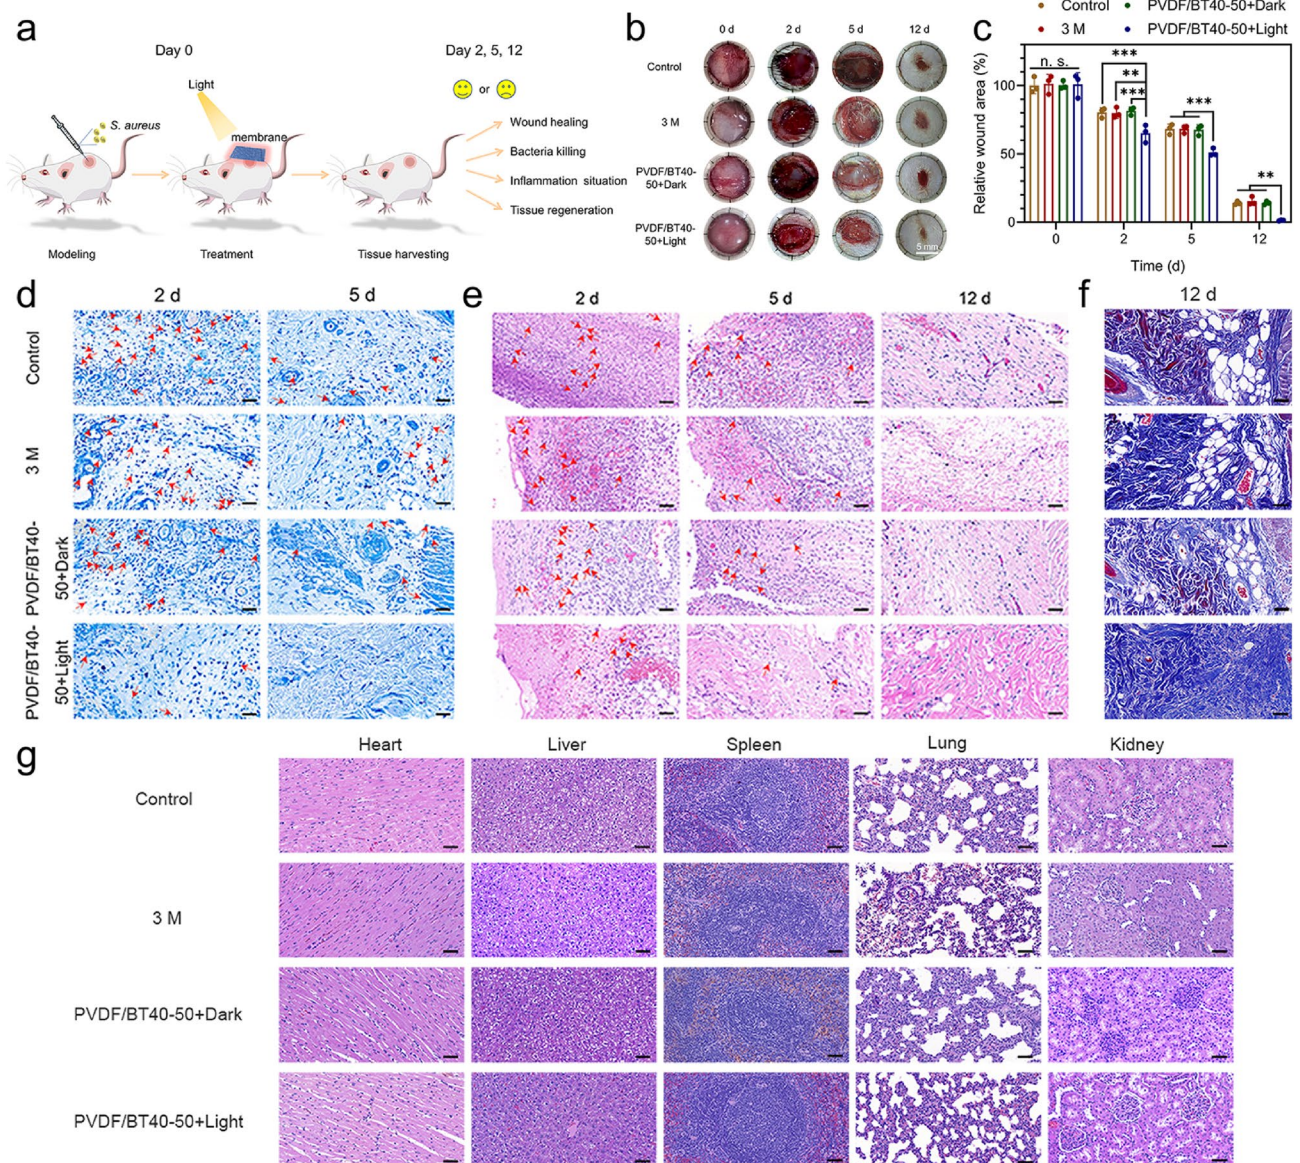 a
Day 0
Day 2, 5, 12
Light
S. aureus
membrane
or
Wound healing
Bacteria killing
Inflammation situation
Tissue regeneration
Modeling
Treatment
Tissue harvesting
b
0 d 2 d 5 d 12 d
Control
3 M
PVDF/BT40-
50+Dark
PVDF/BT40-
50+Light
5 mm
c
Control PVDF/BT40-50+Dark
3 M PVDF/BT40-50+Light
Relative wound area (%)
100
50
0
n. s.
***
**
***
***
**
0 2 5 12
Time (d)
d
2 d 5 d
Control
3 M
PVDF/BT40-
50+Dark
PVDF/BT40-
50+Light
e
2 d 5 d 12 d
f
12 d
g
Heart Liver Spleen Lung Kidney
Control
3 M
PVDF/BT40-50+Dark
PVDF/BT40-50+Light